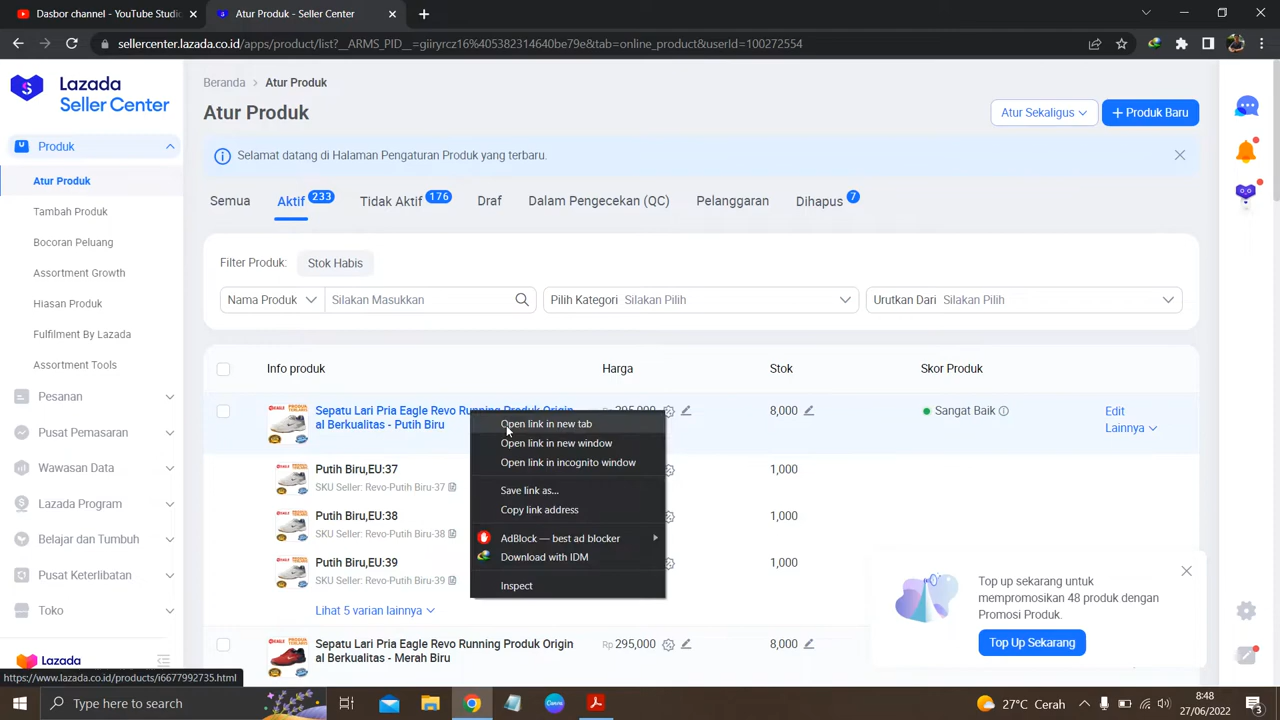 Dasbor channel - YouTube Studi
Atur Produk - Seller Center
sellercenter.lazada.co.id/apps/product/list?__ARMS_PID__=giiryrcz16%405382314640be79e&tab=online_product&userId=100272554
Lazada
Seller Center
Produk
Atur Produk
Tambah Produk
Bocoran Peluang
Assortment Growth
Hiasan Produk
Fulfilment By Lazada
Assortment Tools
Pesanan
Pusat Pemasaran
Wawasan Data
Lazada Program
Belajar dan Tumbuh
Pusat Keterlibatan
Toko
Lazada
https://www.lazada.co.id/products/i6677992735.html
Beranda > Atur Produk
Atur Produk
Atur Sekaligus
+ Produk Baru
Selamat datang di Halaman Pengaturan Produk yang terbaru.
Semua Aktif 233 Tidak Aktif 176 Draf Dalam Pengecekan (QC) Pelanggaran Dihapus 7
Filter Produk: Stok Habis
Nama Produk Silakan Masukkan Pilih Kategori Silakan Pilih Urutkan Dari Silakan Pilih
Info produk Harga Stok Skor Produk
Sepatu Lari Pria Eagle Revo Running Produk Origin
al Berkualitas - Putih Biru
Rp 295,000 8,000 Sangat Baik Edit
Lainnya
Putih Biru,EU:37 1,000
SKU Seller: Revo-Putih Biru-37
Putih Biru,EU:38 1,000
SKU Seller: Revo-Putih Biru-38
Putih Biru,EU:39 1,000
SKU Seller: Revo-Putih Biru-39
Lihat 5 varian lainnya
Sepatu Lari Pria Eagle Revo Running Produk Origin
al Berkualitas - Merah Biru
Rp 295,000 8,000
Open link in new tab
Open link in new window
Open link in incognito window
Save link as...
Copy link address
AdBlock — best ad blocker
Download with IDM
Inspect
Top up sekarang untuk
mempromosikan 48 produk dengan
Promosi Produk.
Top Up Sekarang
Type here to search
27°C Cerah
8:48
27/06/2022
3